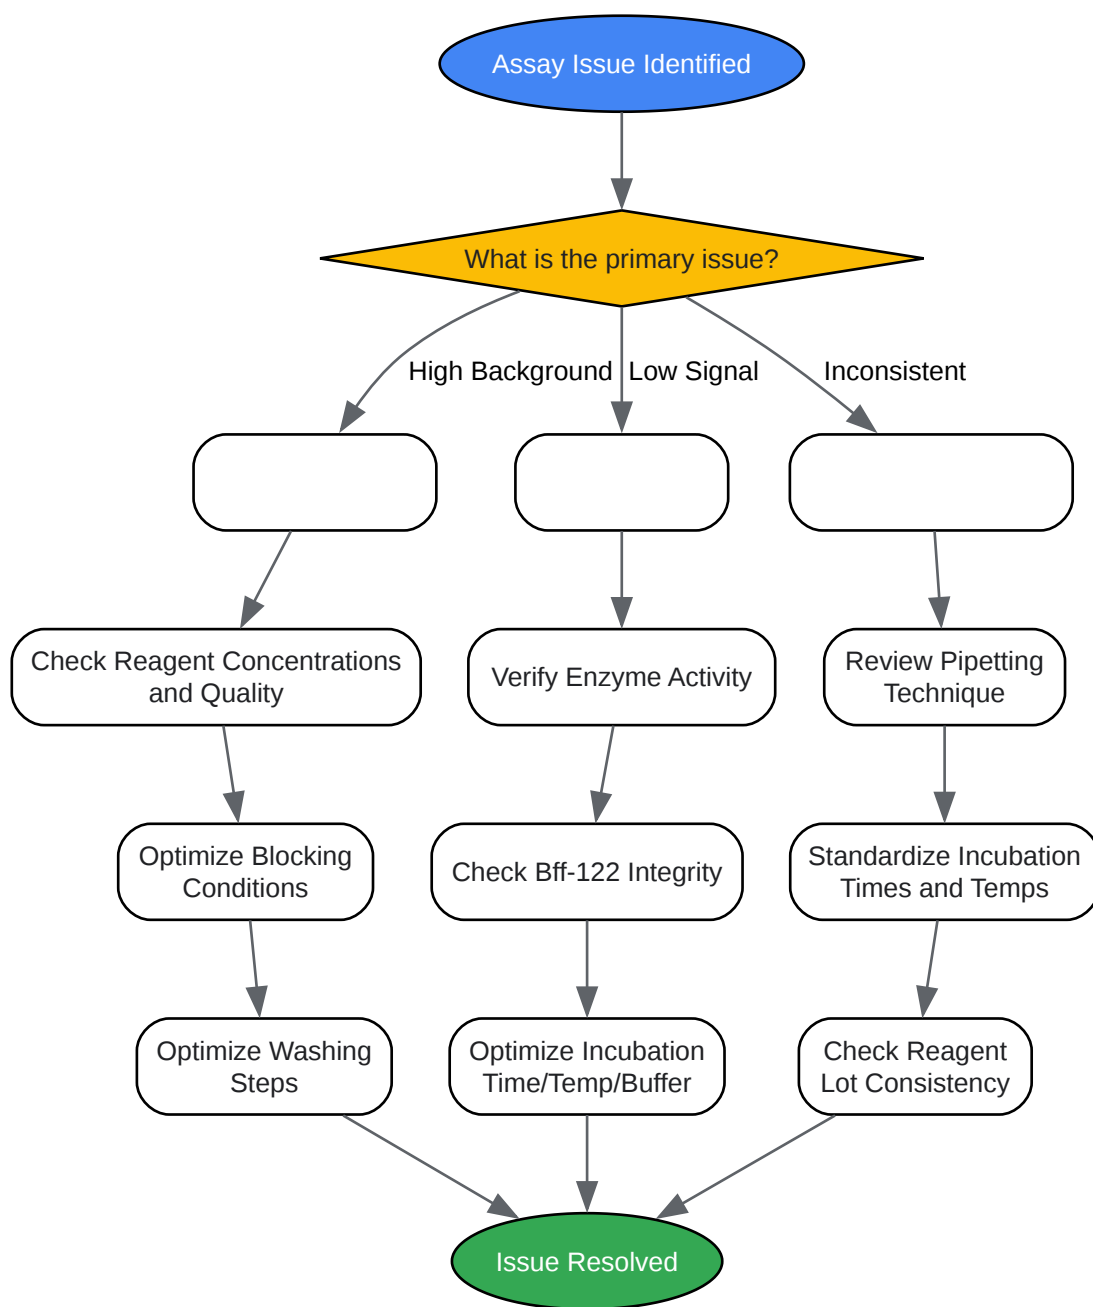 Assay Issue Identified
What is the primary issue?
High Background
Low Signal
Inconsistent
Check Reagent Concentrations
and Quality
Verify Enzyme Activity
Review Pipetting
Technique
Optimize Blocking
Conditions
Check Bff-122 Integrity
Standardize Incubation
Times and Temps
Optimize Washing
Steps
Optimize Incubation
Time/Temp/Buffer
Check Reagent
Lot Consistency
Issue Resolved